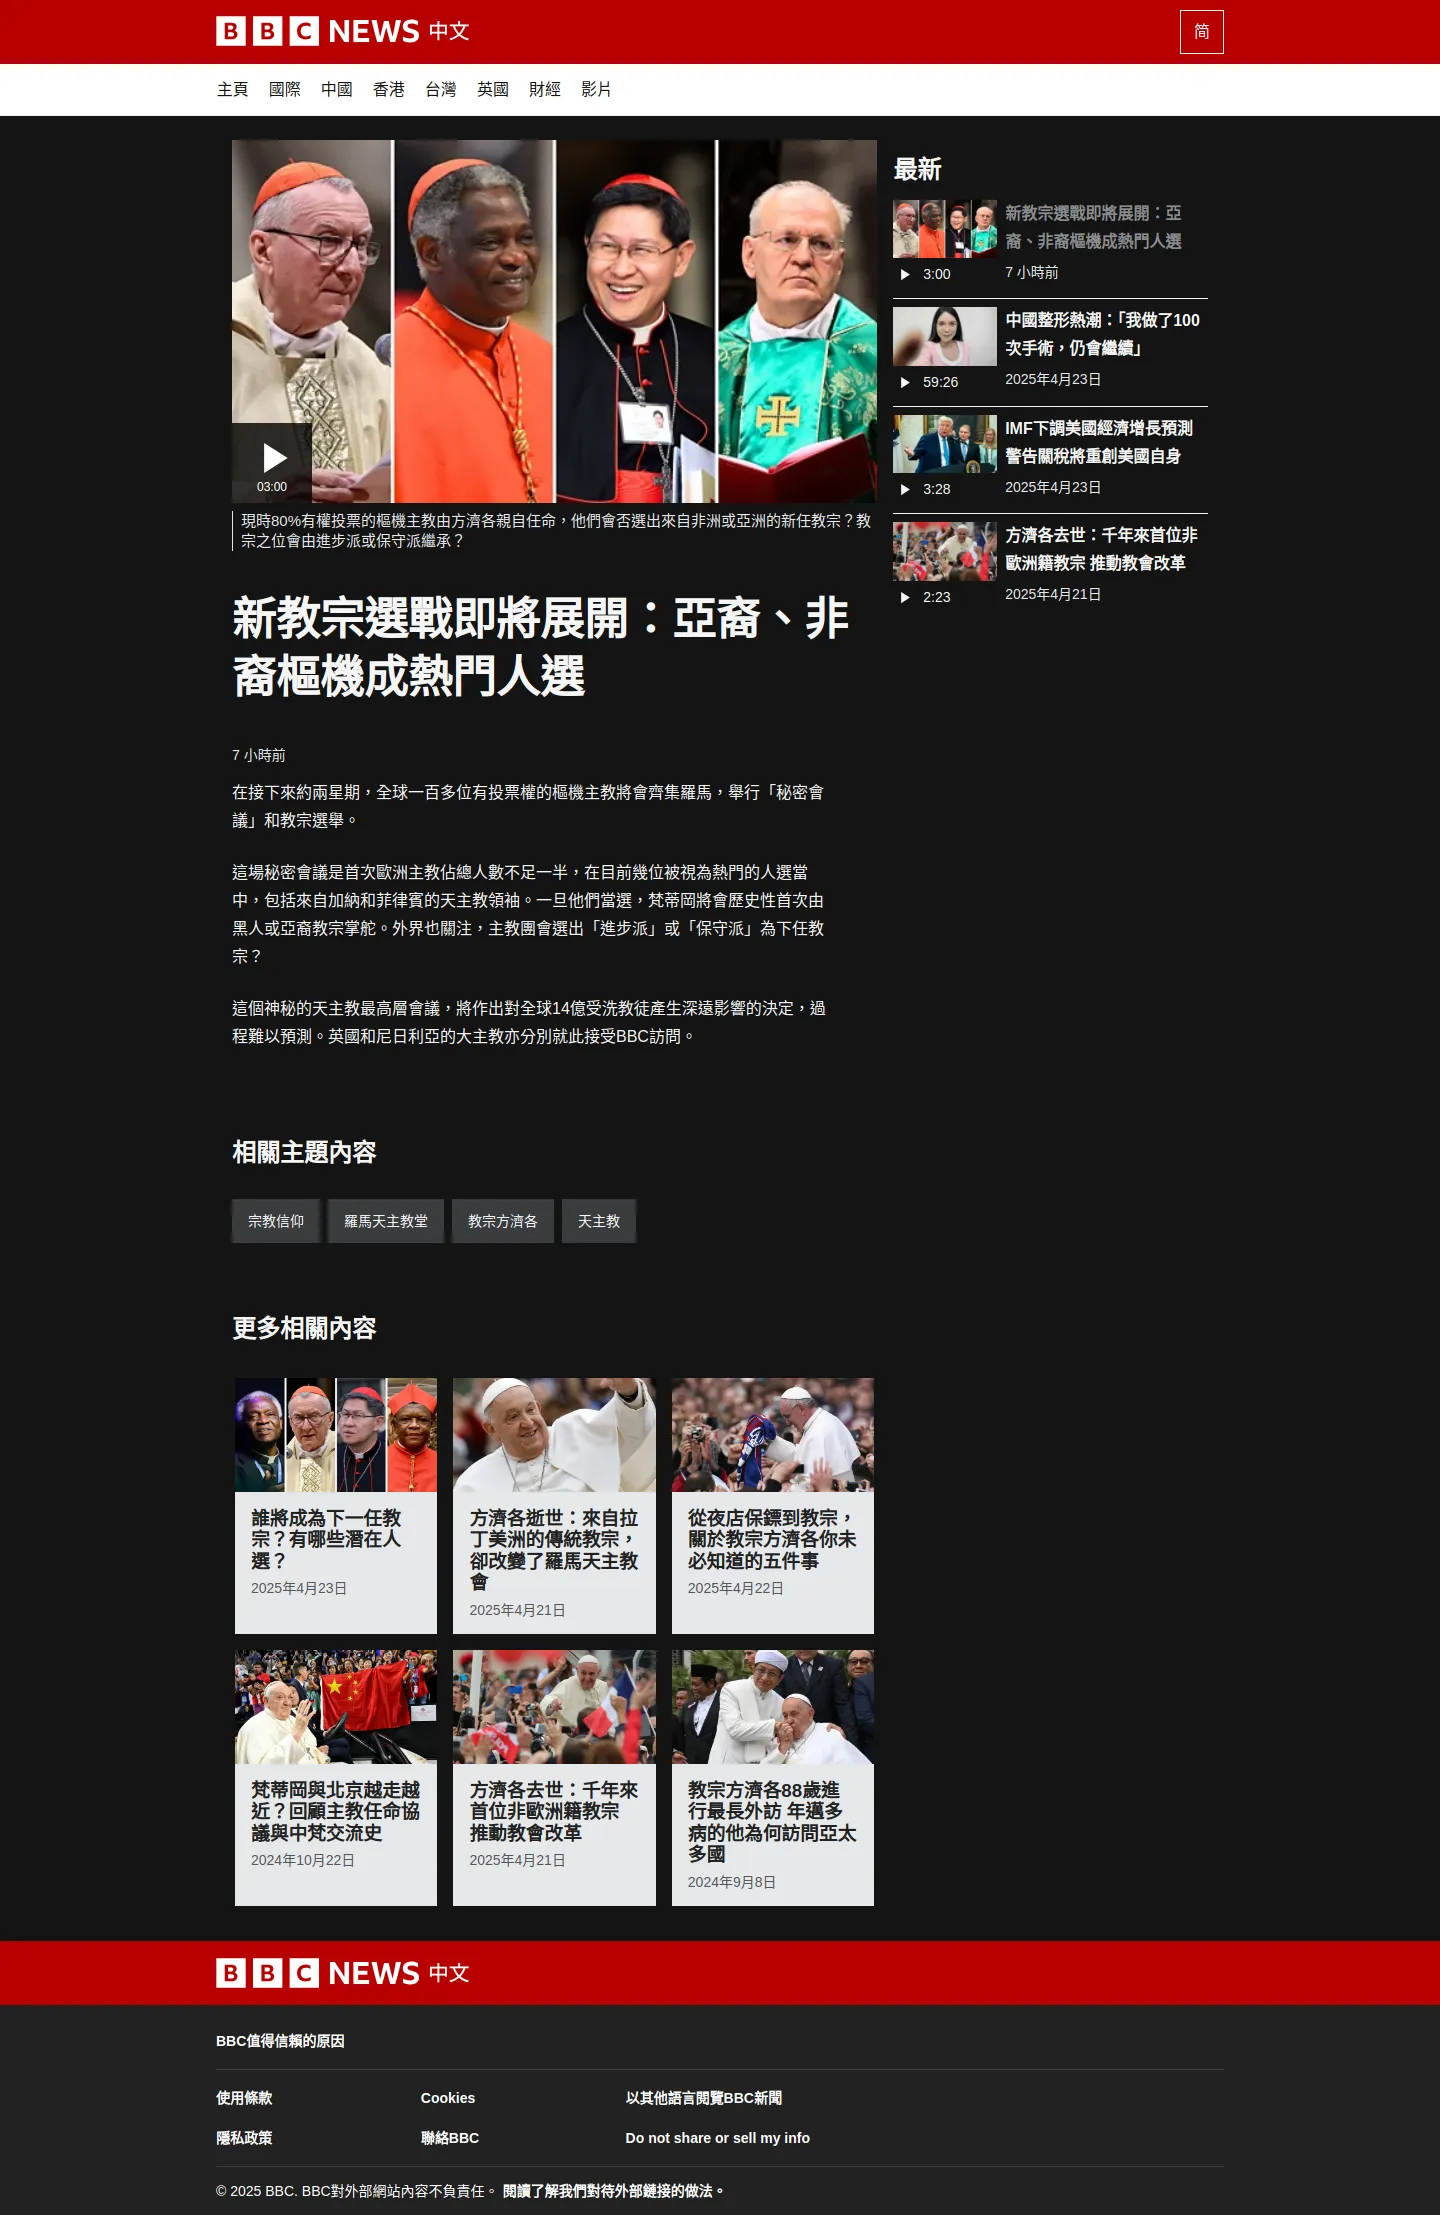 BBC NEWS 中文
简
主頁 國際 中國 香港 台灣 英國 財經 影片
03:00
現時80%有權投票的樞機主教由方濟各親自任命，他們會否選出來自非洲或亞洲的新任教宗？教
宗之位會由進步派或保守派繼承？
新教宗選戰即將展開：亞裔、非
裔樞機成熱門人選
7 小時前
在接下來約兩星期，全球一百多位有投票權的樞機主教將會齊集羅馬，舉行「秘密會
議」和教宗選舉。
這場秘密會議是首次歐洲主教佔總人數不足一半，在目前幾位被視為熱門的人選當
中，包括來自加納和菲律賓的天主教領袖。一旦他們當選，梵蒂岡將會歷史性首次由
黑人或亞裔教宗掌舵。外界也關注，主教團會選出「進步派」或「保守派」為下任教
宗？
這個神秘的天主教最高層會議，將作出對全球14億受洗教徒產生深遠影響的決定，過
程難以預測。英國和尼日利亞的大主教亦分別就此接受BBC訪問。
最新
新教宗選戰即將展開：亞
裔、非裔樞機成熱門人選
3:00
7 小時前
中國整形熱潮：「我做了100
次手術，仍會繼續」
59:26
2025年4月23日
IMF下調美國經濟增長預測
警告關稅將重創美國自身
3:28
2025年4月23日
方濟各去世：千年來首位非
歐洲籍教宗 推動教會改革
2:23
2025年4月21日
相關主題內容
宗教信仰 羅馬天主教堂 教宗方濟各 天主教
更多相關內容
誰將成為下一任教
宗？有哪些潛在人
選？
2025年4月23日
方濟各逝世：來自拉
丁美洲的傳統教宗，
卻改變了羅馬天主教
會
2025年4月21日
從夜店保鏢到教宗，
關於教宗方濟各你未
必知道的五件事
2025年4月22日
梵蒂岡與北京越走越
近？回顧主教任命協
議與中梵交流史
2024年10月22日
方濟各去世：千年來
首位非歐洲籍教宗
推動教會改革
2025年4月21日
教宗方濟各88歲進
行最長外訪 年邁多
病的他為何訪問亞太
多國
2024年9月8日
BBC NEWS 中文
BBC值得信賴的原因
使用條款 Cookies 以其他語言閱覽BBC新聞
隱私政策 聯絡BBC Do not share or sell my info
© 2025 BBC. BBC對外部網站內容不負責任。 閱讀了解我們對待外部鏈接的做法。